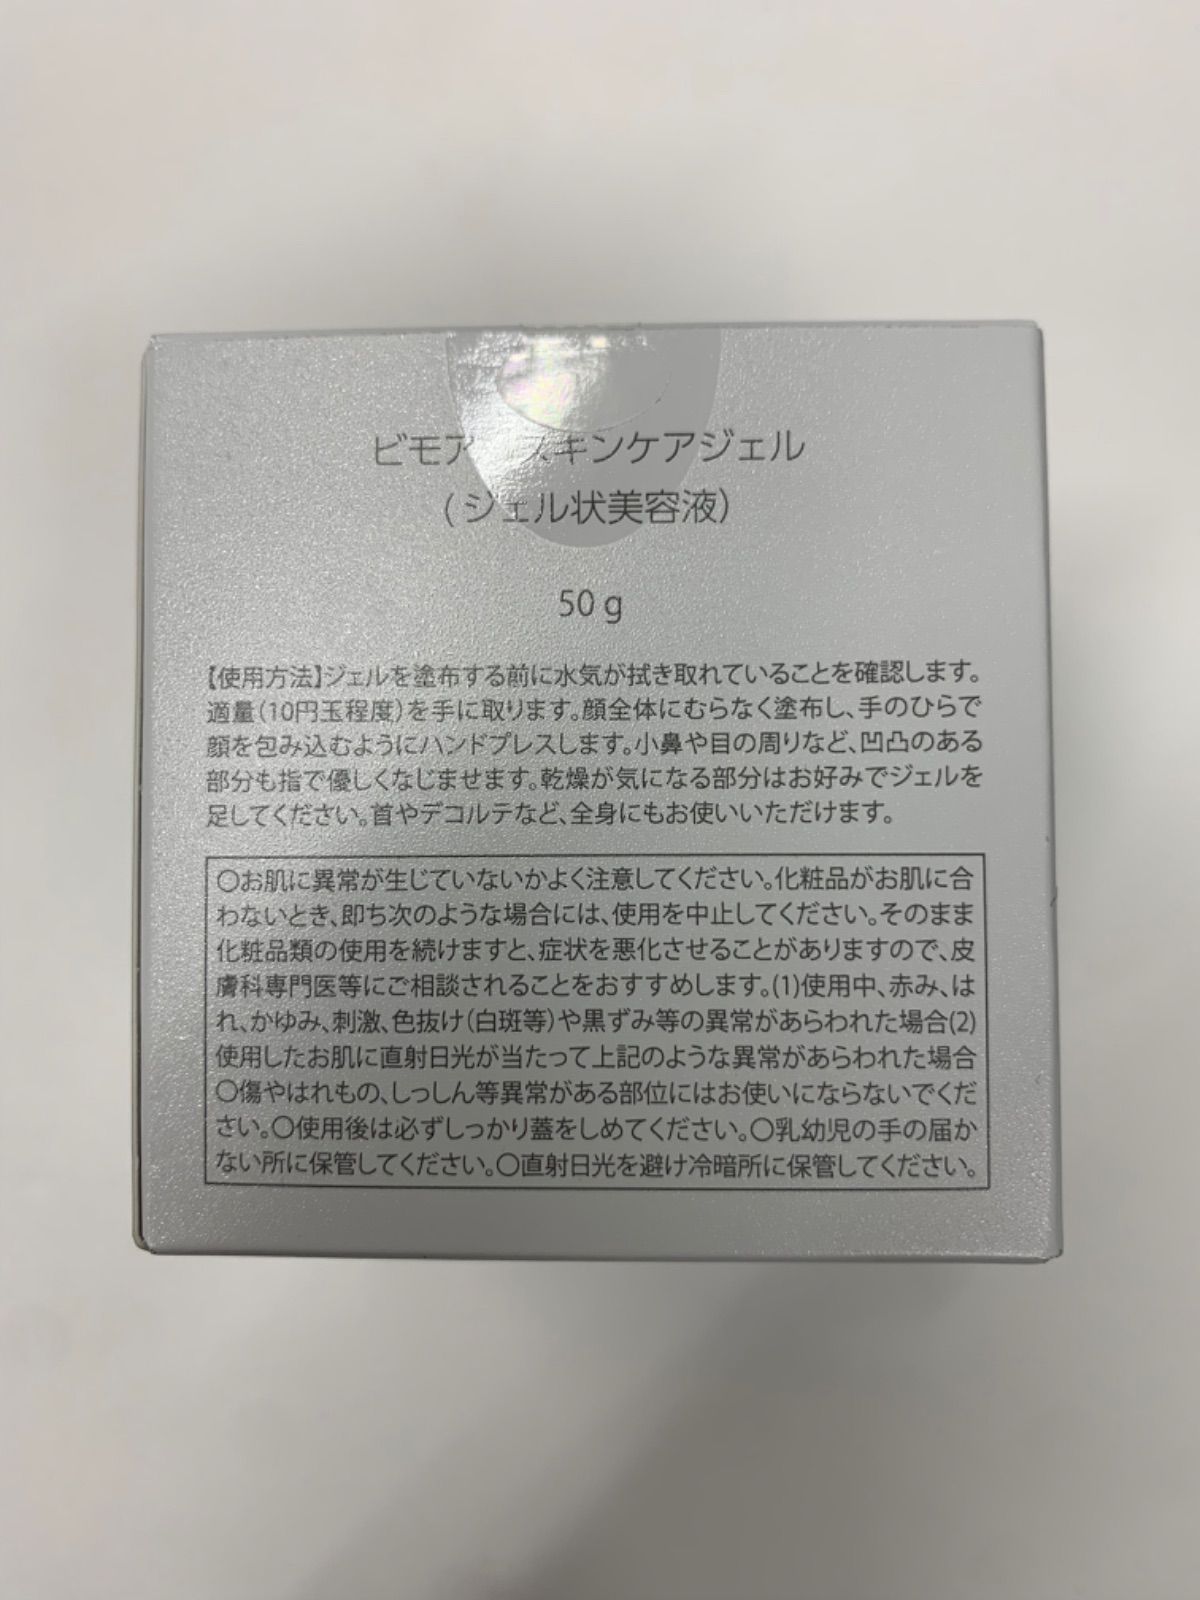 ビモア スキンケアジェル
(ジェル状美容液)
50 g
【使用方法】ジェルを塗布する前に水気が拭き取れていることを確認します。
適量(10円玉程度)を手に取ります。顔全体にむらなく塗布し、手のひらで
顔を包み込むようにハンドプレスします。小鼻や目の周りなど、凹凸のある
部分も指で優しくなじませます。乾燥が気になる部分はお好みでジェルを
足してください。首やデコルテなど、全身にもお使いいただけます。
〇お肌に異常が生じていないかよく注意してください。化粧品がお肌に合
わないとき、即ち次のような場合には、使用を中止してください。そのまま
化粧品類の使用を続けますと、症状を悪化させることがありますので、皮
膚科専門医等にご相談されることをおすすめします。(1)使用中、赤み、は
れ、かゆみ、刺激、色抜け(白斑等)や黒ずみ等の異常があらわれた場合(2)
使用したお肌に直射日光が当たって上記のような異常があらわれた場合
〇傷やはれもの、しっしん等異常がある部位にはお使いにならないでくだ
さい。〇使用後は必ずしっかり蓋をしめてください。〇乳幼児の手の届か
ない所に保管してください。〇直射日光を避け冷暗所に保管してください。